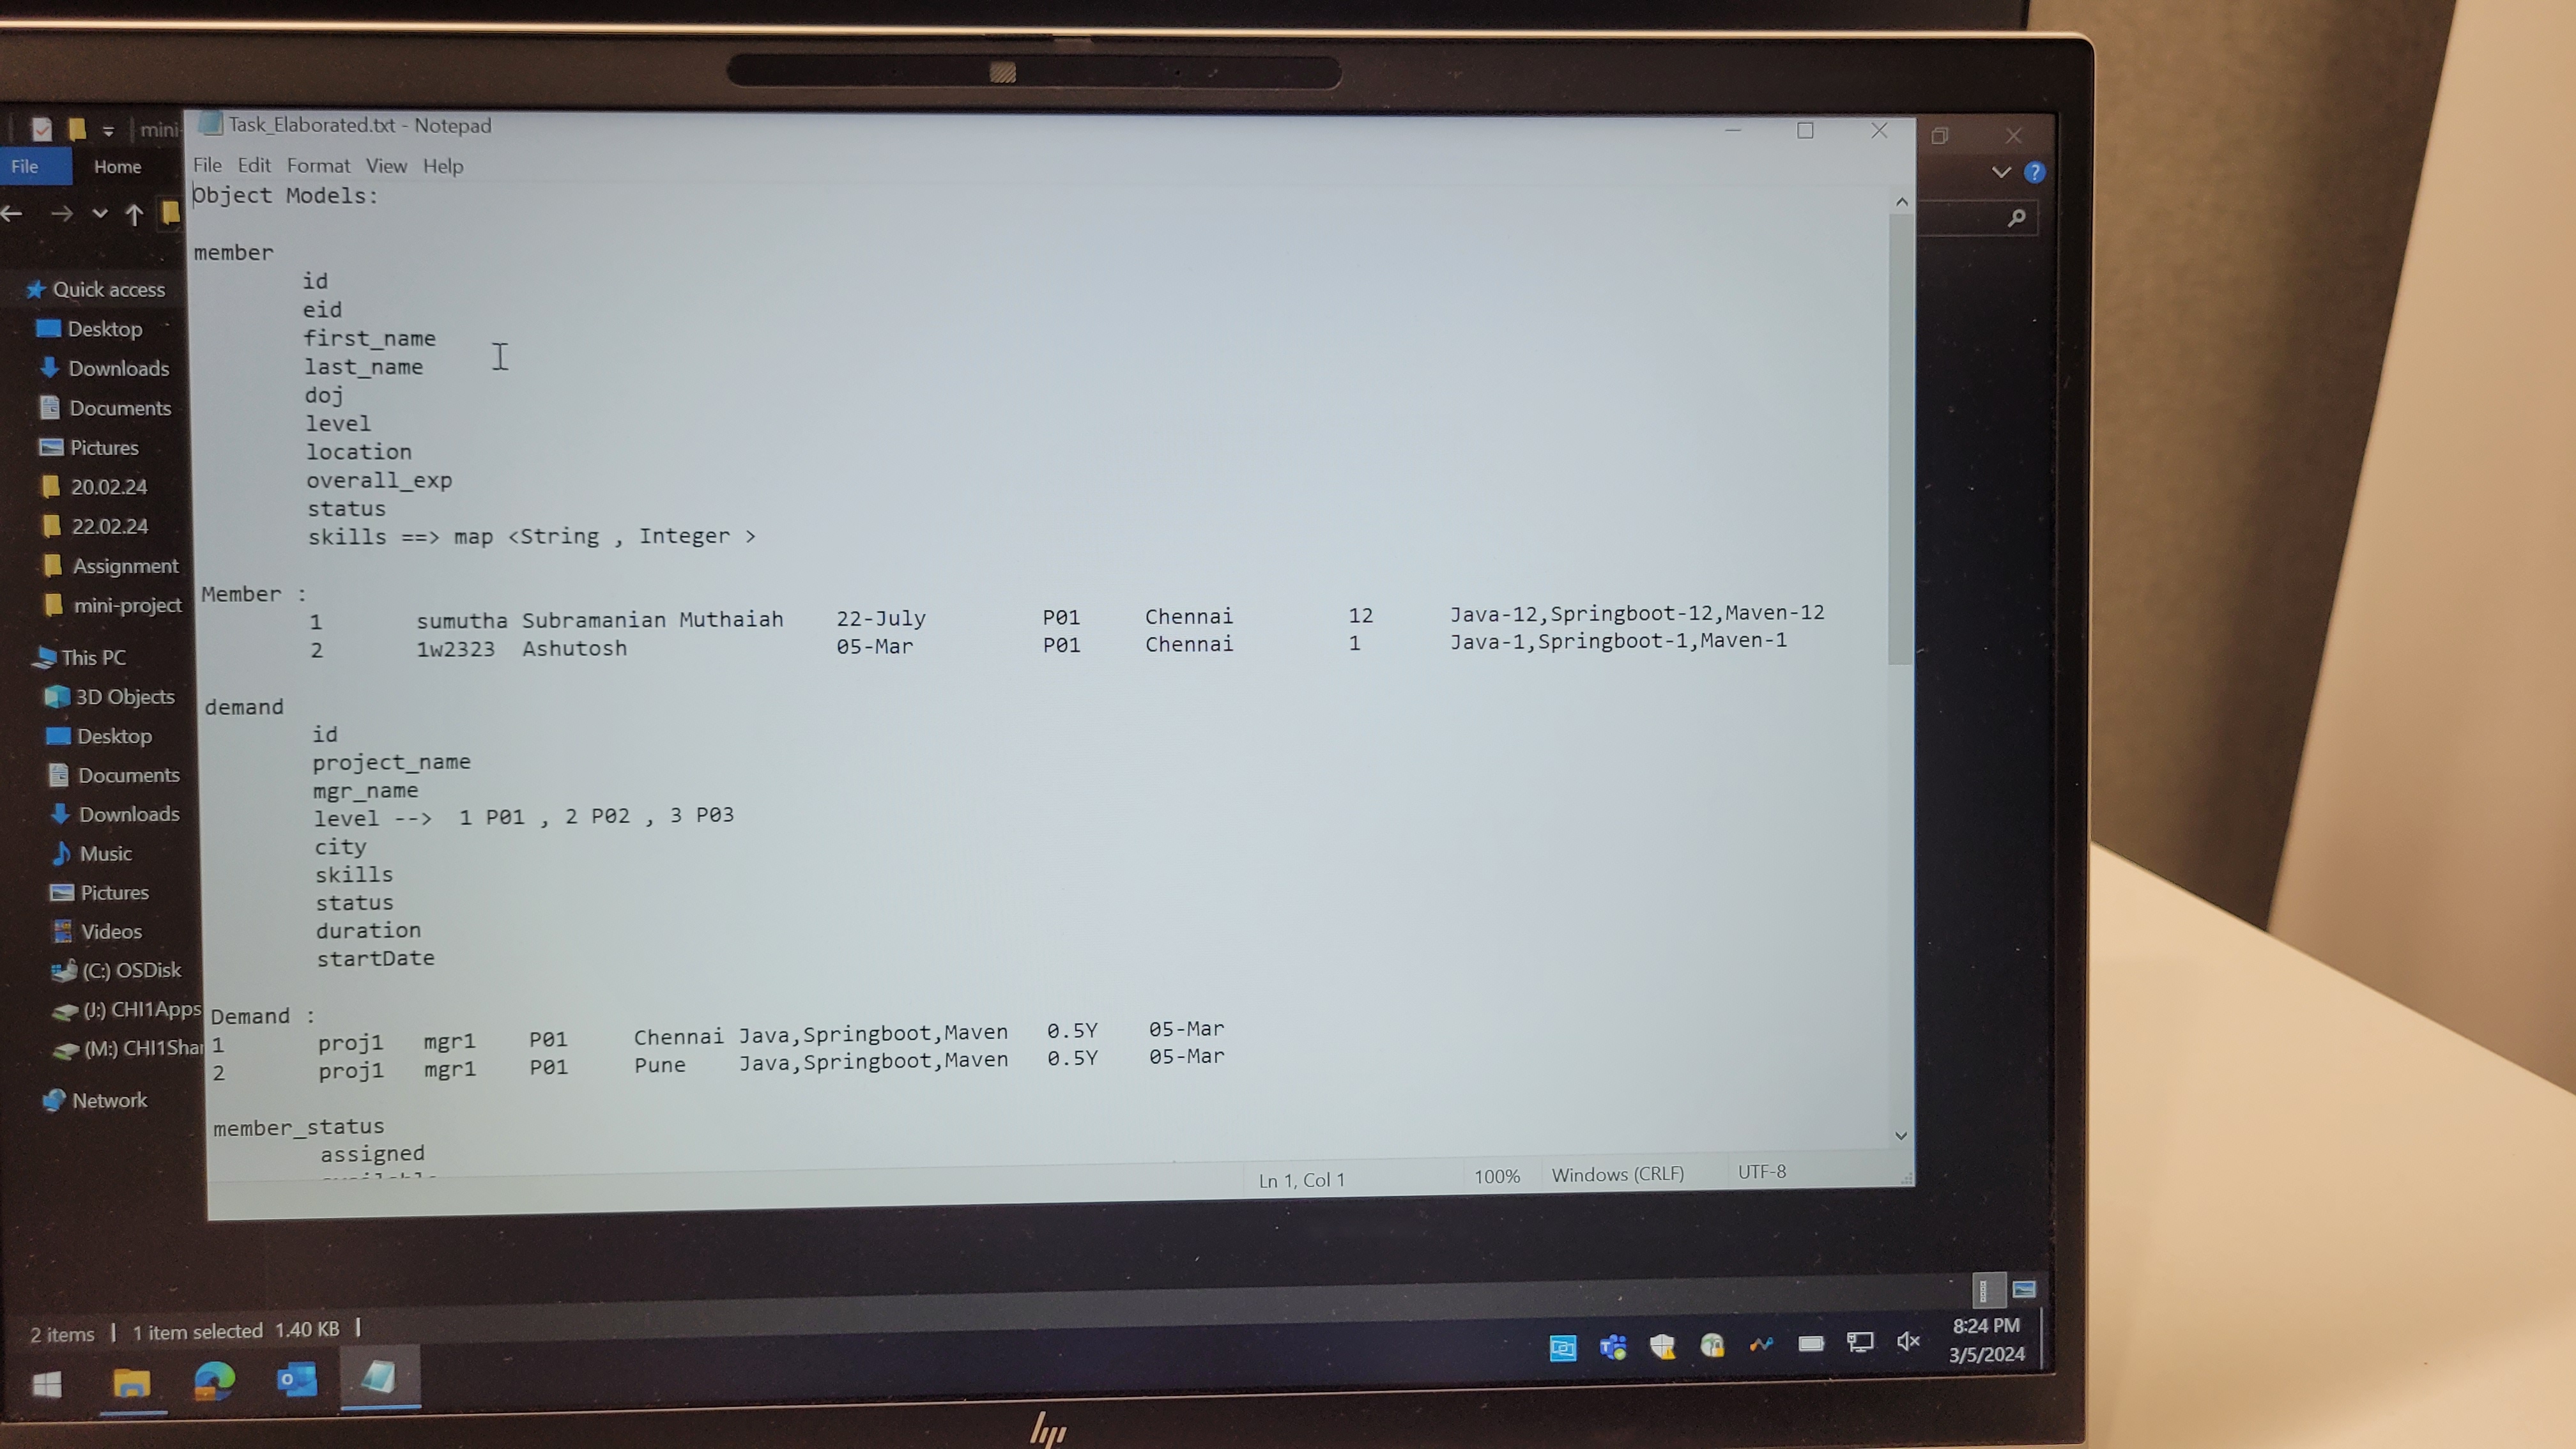 mini-
Task_Elaborated.txt - Notepad
File Home
File Edit Format View Help
Object Models:
member
id
eid
first_name
last_name
doj
level
location
overall_exp
status
skills ==> map <String , Integer >
Member :
1 sumutha Subramanian Muthaiah 22-July P01 Chennai 12 Java-12,Springboot-12,Maven-12
2 1w2323 Ashutosh 05-Mar P01 Chennai 1 Java-1,Springboot-1,Maven-1
demand
id
project_name
mgr_name
level --> 1 P01 , 2 P02 , 3 P03
city
skills
status
duration
startDate
Demand :
1 proj1 mgr1 P01 Chennai Java,Springboot,Maven 0.5Y 05-Mar
2 proj1 mgr1 P01 Pune Java,Springboot,Maven 0.5Y 05-Mar
member_status
assigned
Ln 1, Col 1 100% Windows (CRLF) UTF-8
Quick access
Desktop
Downloads
Documents
Pictures
20.02.24
22.02.24
Assignment
mini-project
This PC
3D Objects
Desktop
Documents
Downloads
Music
Pictures
Videos
(C:) OSDisk
(J:) CHI1Apps
(M:) CHI1Shar
Network
2 items 1 item selected 1.40 KB
8:24 PM
3/5/2024
hp